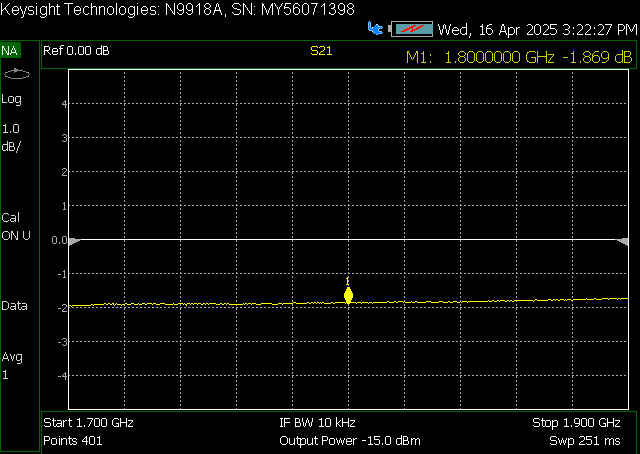 Keysight Technologies: N9918A, SN: MY56071398
Wed, 16 Apr 2025 3:22:27 PM
NA
Ref 0.00 dB
S21
M1: 1.8000000 GHz -1.869 dB
Log
1.0
dB/
Cal
ON U
Data
Avg
1
4
3
2
1
0.0
-1
-2
-3
-4
1
Start 1.700 GHz
IF BW 10 kHz
Stop 1.900 GHz
Points 401
Output Power -15.0 dBm
Swp 251 ms